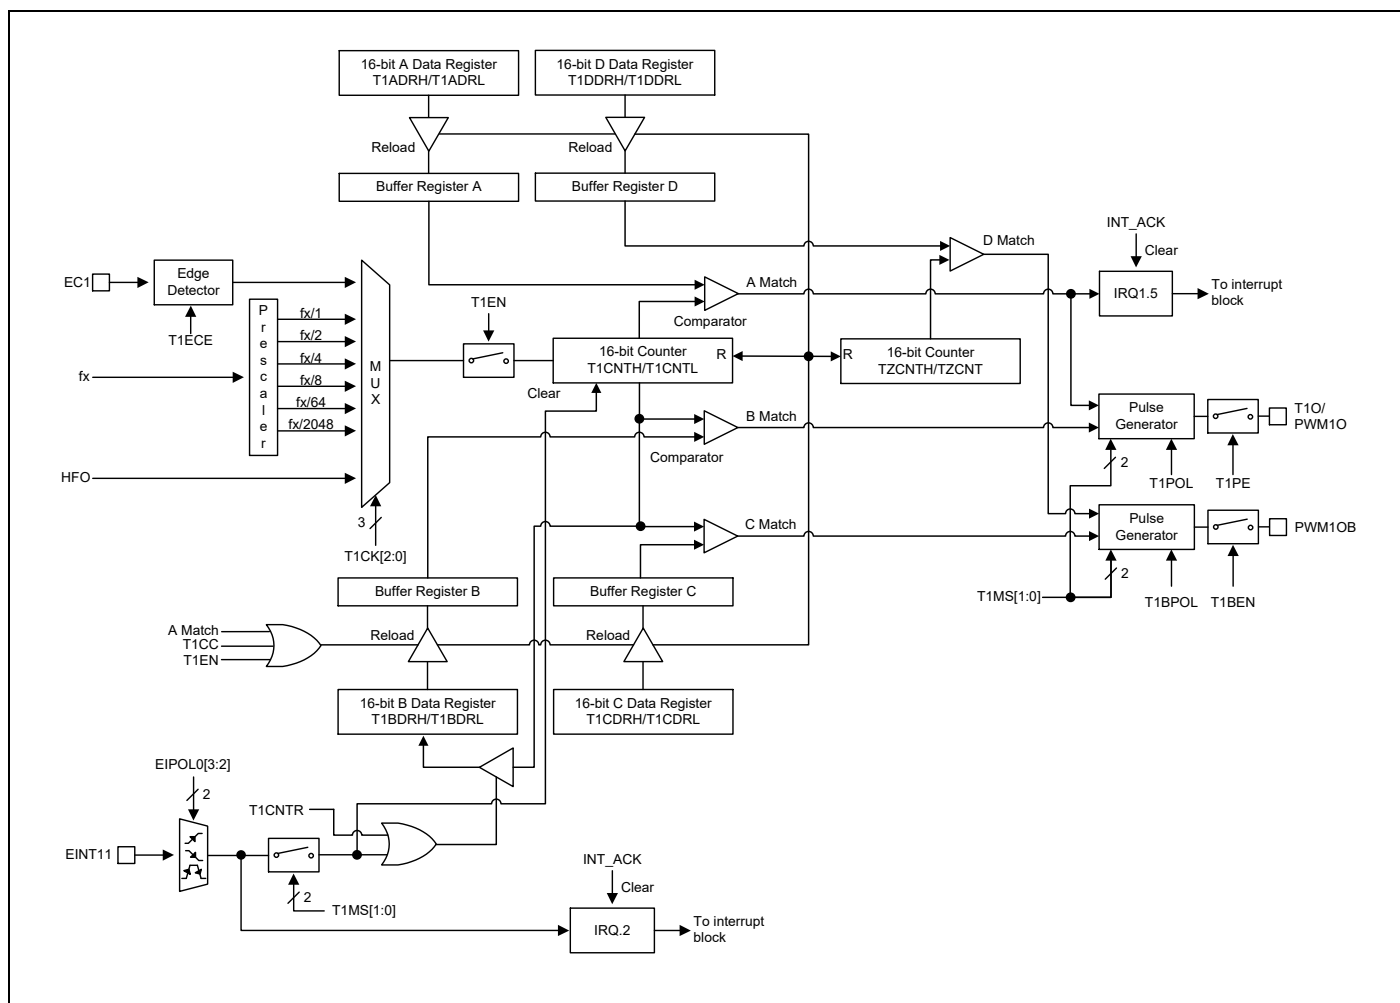 16-bit A Data Register
T1ADRH/T1ADRL
16-bit D Data Register
T1DDRH/T1DDRL
Reload
Reload
Buffer Register A
Buffer Register D
INT_ACK
Clear
D Match
EC1
Edge
Detector
T1ECE
Prescaler
fx/1
fx/2
fx/4
fx/8
fx/64
fx/2048
fx
HFO
MUX
3
T1CK[2:0]
T1EN
A Match
Comparator
IRQ1.5
To interrupt
block
16-bit Counter
T1CNTH/T1CNTL
R
Clear
R
16-bit Counter
TZCNTH/TZCNT
B Match
Comparator
Pulse
Generator
T1O/
PWM1O
2
T1POL
T1PE
C Match
Pulse
Generator
PWM1OB
2
T1MS[1:0]
T1BPOL
T1BEN
Buffer Register B
Buffer Register C
A Match
T1CC
T1EN
Reload
Reload
16-bit B Data Register
T1BDRH/T1BDRL
16-bit C Data Register
T1CDRH/T1CDRL
EIPOL0[3:2]
2
T1CNTR
EINT11
2
T1MS[1:0]
INT_ACK
Clear
IRQ.2
To interrupt
block